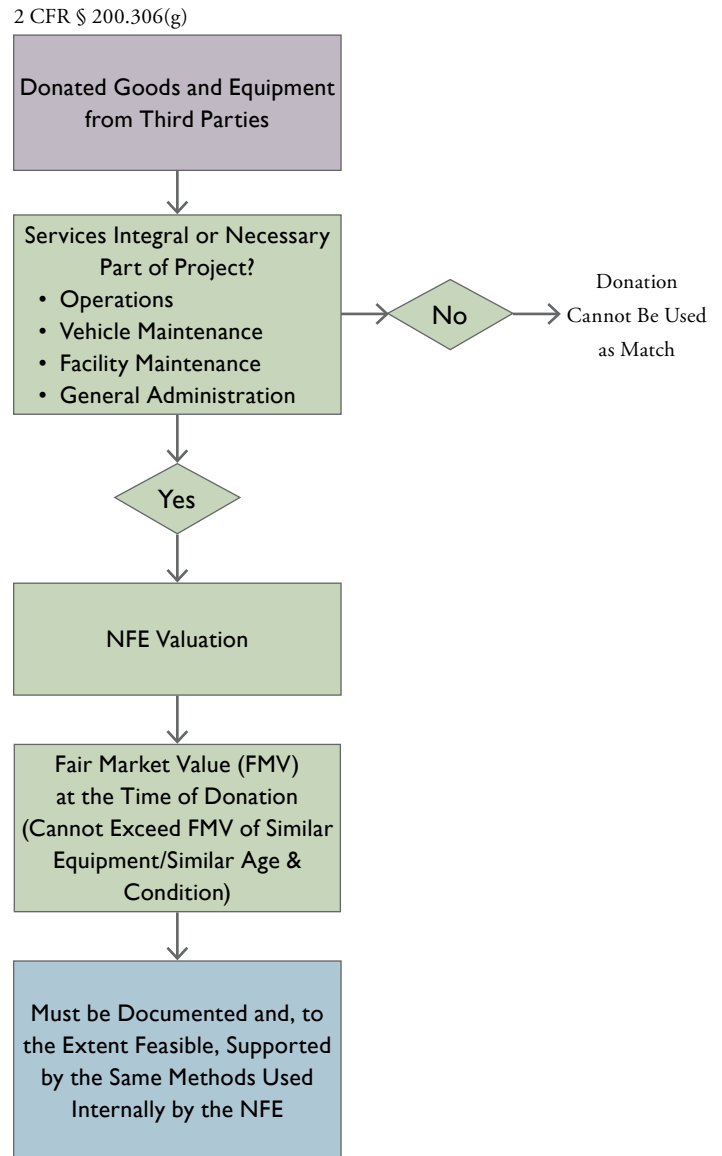 2 CFR § 200.306(g)
Donated Goods and Equipment
from Third Parties
Services Integral or Necessary
Part of Project?
• Operations
• Vehicle Maintenance
• Facility Maintenance
• General Administration
No
Donation
Cannot Be Used
as Match
Yes
NFE Valuation
Fair Market Value (FMV)
at the Time of Donation
(Cannot Exceed FMV of Similar
Equipment/Similar Age &
Condition)
Must be Documented and, to
the Extent Feasible, Supported
by the Same Methods Used
Internally by the NFE